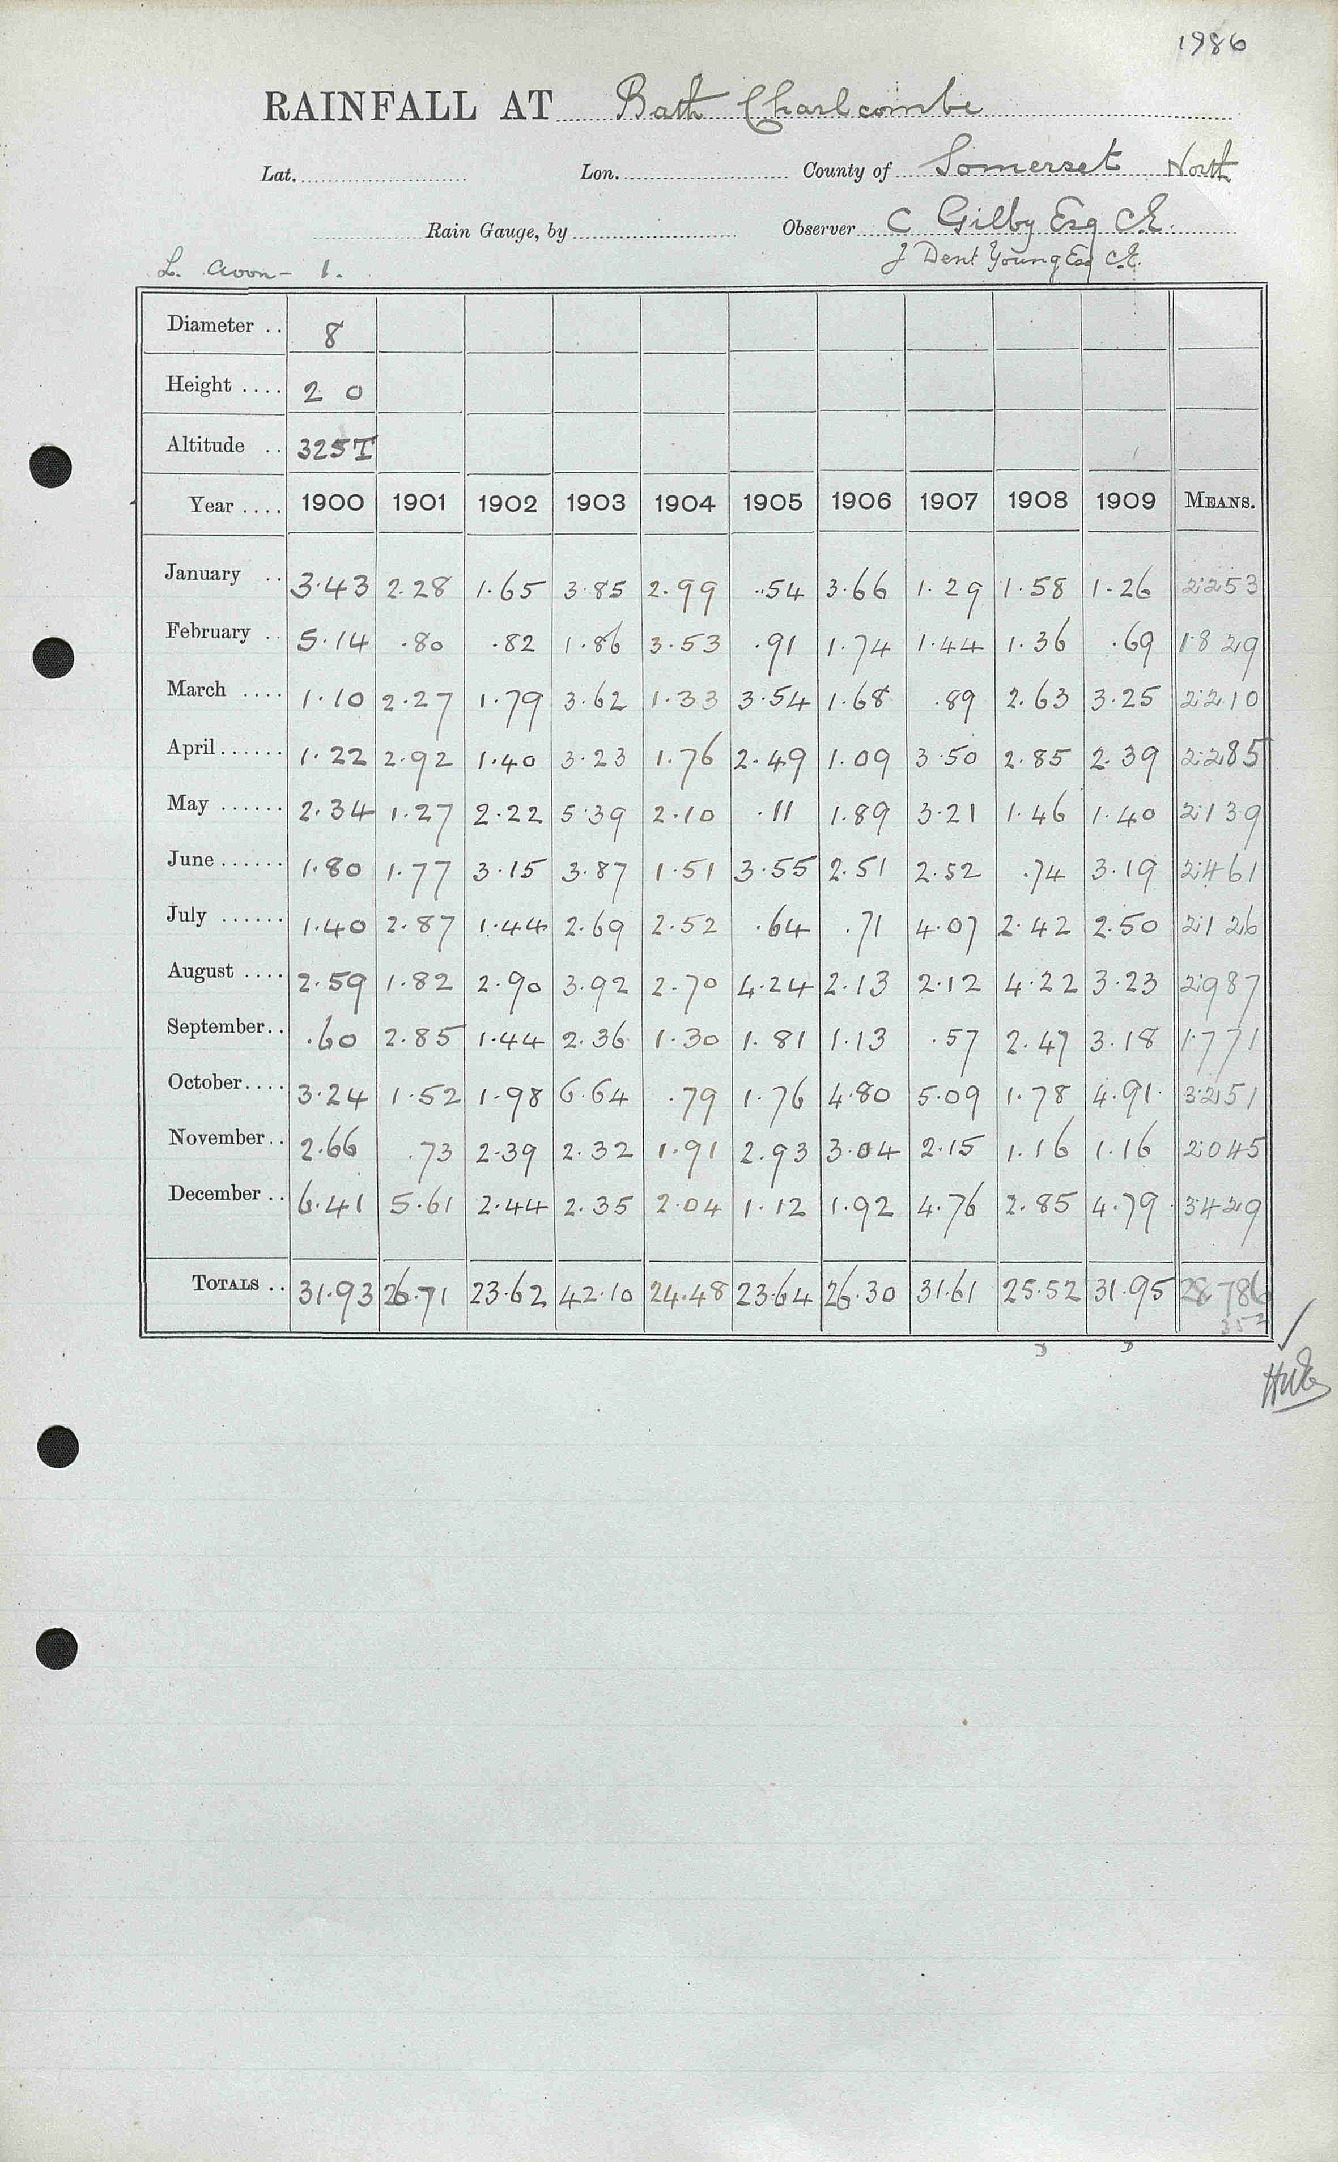 1986
RAINFALL AT Bath Charlcombe
Lat. Lon. County of Somerset North
Rain Gauge, by Observer C Gilby Esq C.E.
L. Avon - 1. J Dent Young Esq C.E.
Diameter .. 8
Height .... 2 0
Altitude .. 325T
Year .... 1900 1901 1902 1903 1904 1905 1906 1907 1908 1909 MEANS.
January .. 3.43 2.28 1.65 3.85 2.99 .54 3.66 1.29 1.58 1.26 2.253
February .. 5.14 .80 .82 1.86 3.53 .91 1.74 1.44 1.36 .69 1.829
March .... 1.10 2.27 1.79 3.62 1.33 3.54 1.68 .89 2.63 3.25 2.210
April ...... 1.22 2.92 1.40 3.23 1.76 2.49 1.09 3.50 2.85 2.39 2.285
May ...... 2.34 1.27 2.22 5.39 2.10 .11 1.89 3.21 1.46 1.40 2.139
June ...... 1.80 1.77 3.15 3.87 1.51 3.55 2.51 2.52 .74 3.19 2.461
July ...... 1.40 2.87 1.44 2.69 2.52 .64 .71 4.07 2.42 2.50 2.126
August .... 2.59 1.82 2.90 3.92 2.70 4.24 2.13 2.12 4.22 3.23 2.987
September.. .60 2.85 1.44 2.36 1.30 1.81 1.13 .57 2.47 3.18 1.771
October.... 3.24 1.52 1.98 6.64 .79 1.76 4.80 5.09 1.78 4.91 3.251
November.. 2.66 .73 2.39 2.32 1.91 2.93 3.04 2.15 1.16 1.16 2.045
December .. 6.41 5.61 2.44 2.35 2.04 1.12 1.92 4.76 2.85 4.79 3.429
TOTALS .. 31.93 26.71 23.62 42.10 24.48 23.64 26.30 31.61 25.52 31.95 28.786